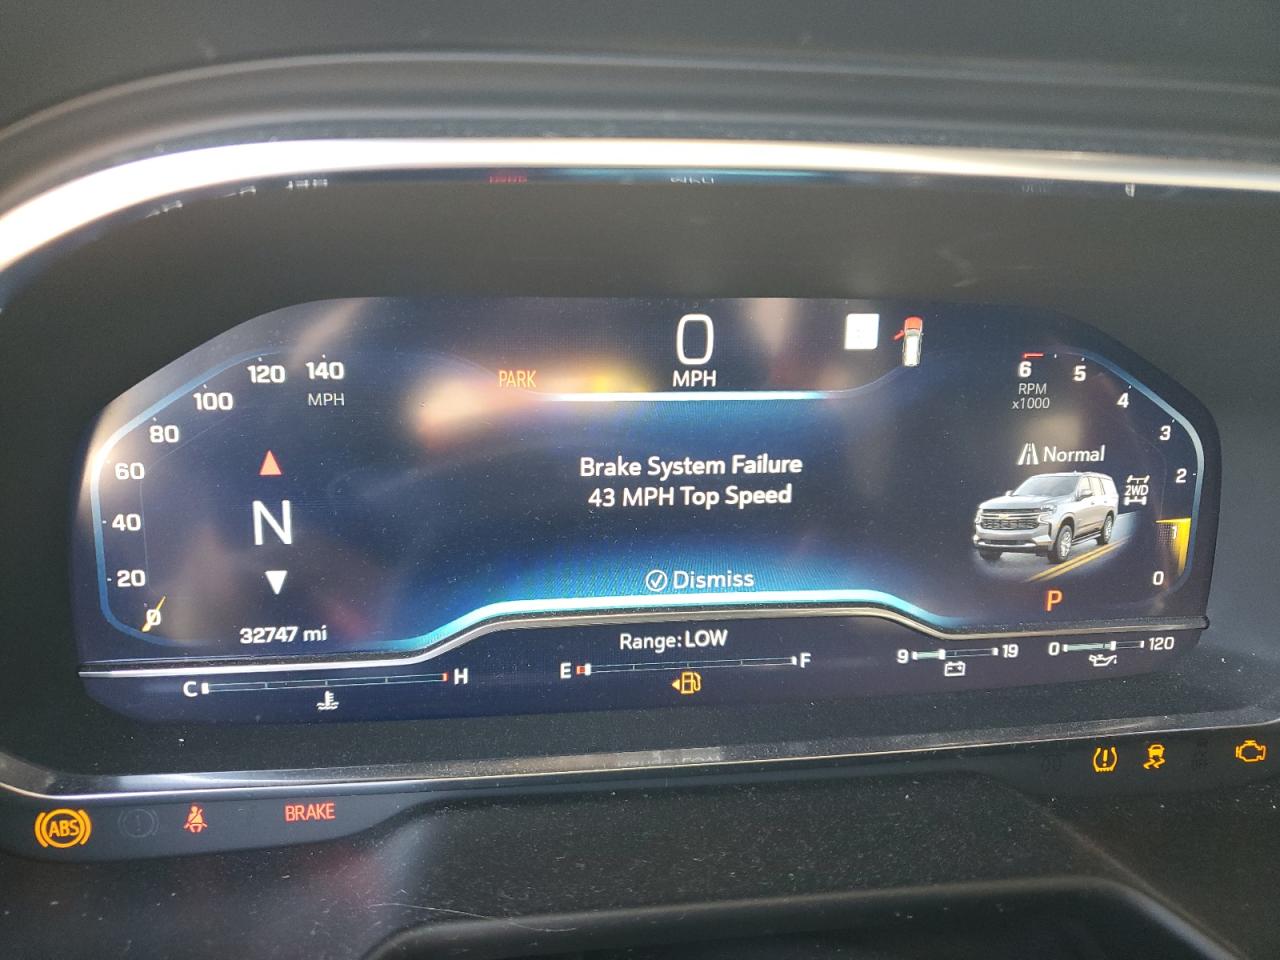 0
MPH
PARK
120
140
MPH
100
80
60
40
20
0
N
32747 mi
Brake System Failure
43 MPH Top Speed
Dismiss
6
5
RPM
x1000
4
3
2
0
Normal
2WD
P
Range: LOW
C
H
E
F
9
19
0
120
ABS
BRAKE